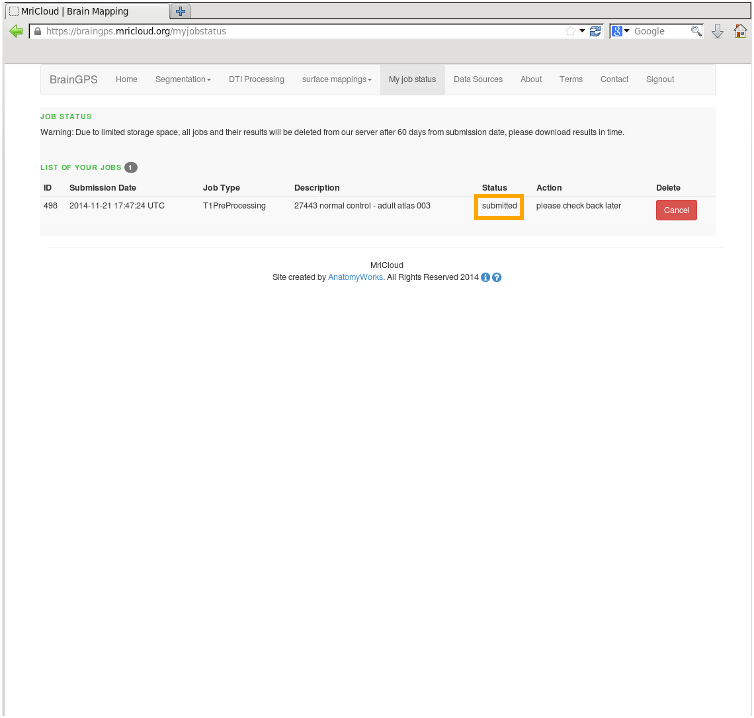 MriCloud | Brain Mapping
https://braingps.mricloud.org/myjobstatus
Google
BrainGPS Home Segmentation DTI Processing surface mappings My job status Data Sources About Terms Contact Signout
JOB STATUS
Warning: Due to limited storage space, all jobs and their results will be deleted from our server after 60 days from submission date, please download results in time.
LIST OF YOUR JOBS 1
ID Submission Date Job Type Description Status Action Delete
498 2014-11-21 17:47:24 UTC T1PreProcessing 27443 normal control - adult atlas 003 submitted please check back later Cancel
MriCloud
Site created by AnatomyWorks. All Rights Reserved 2014